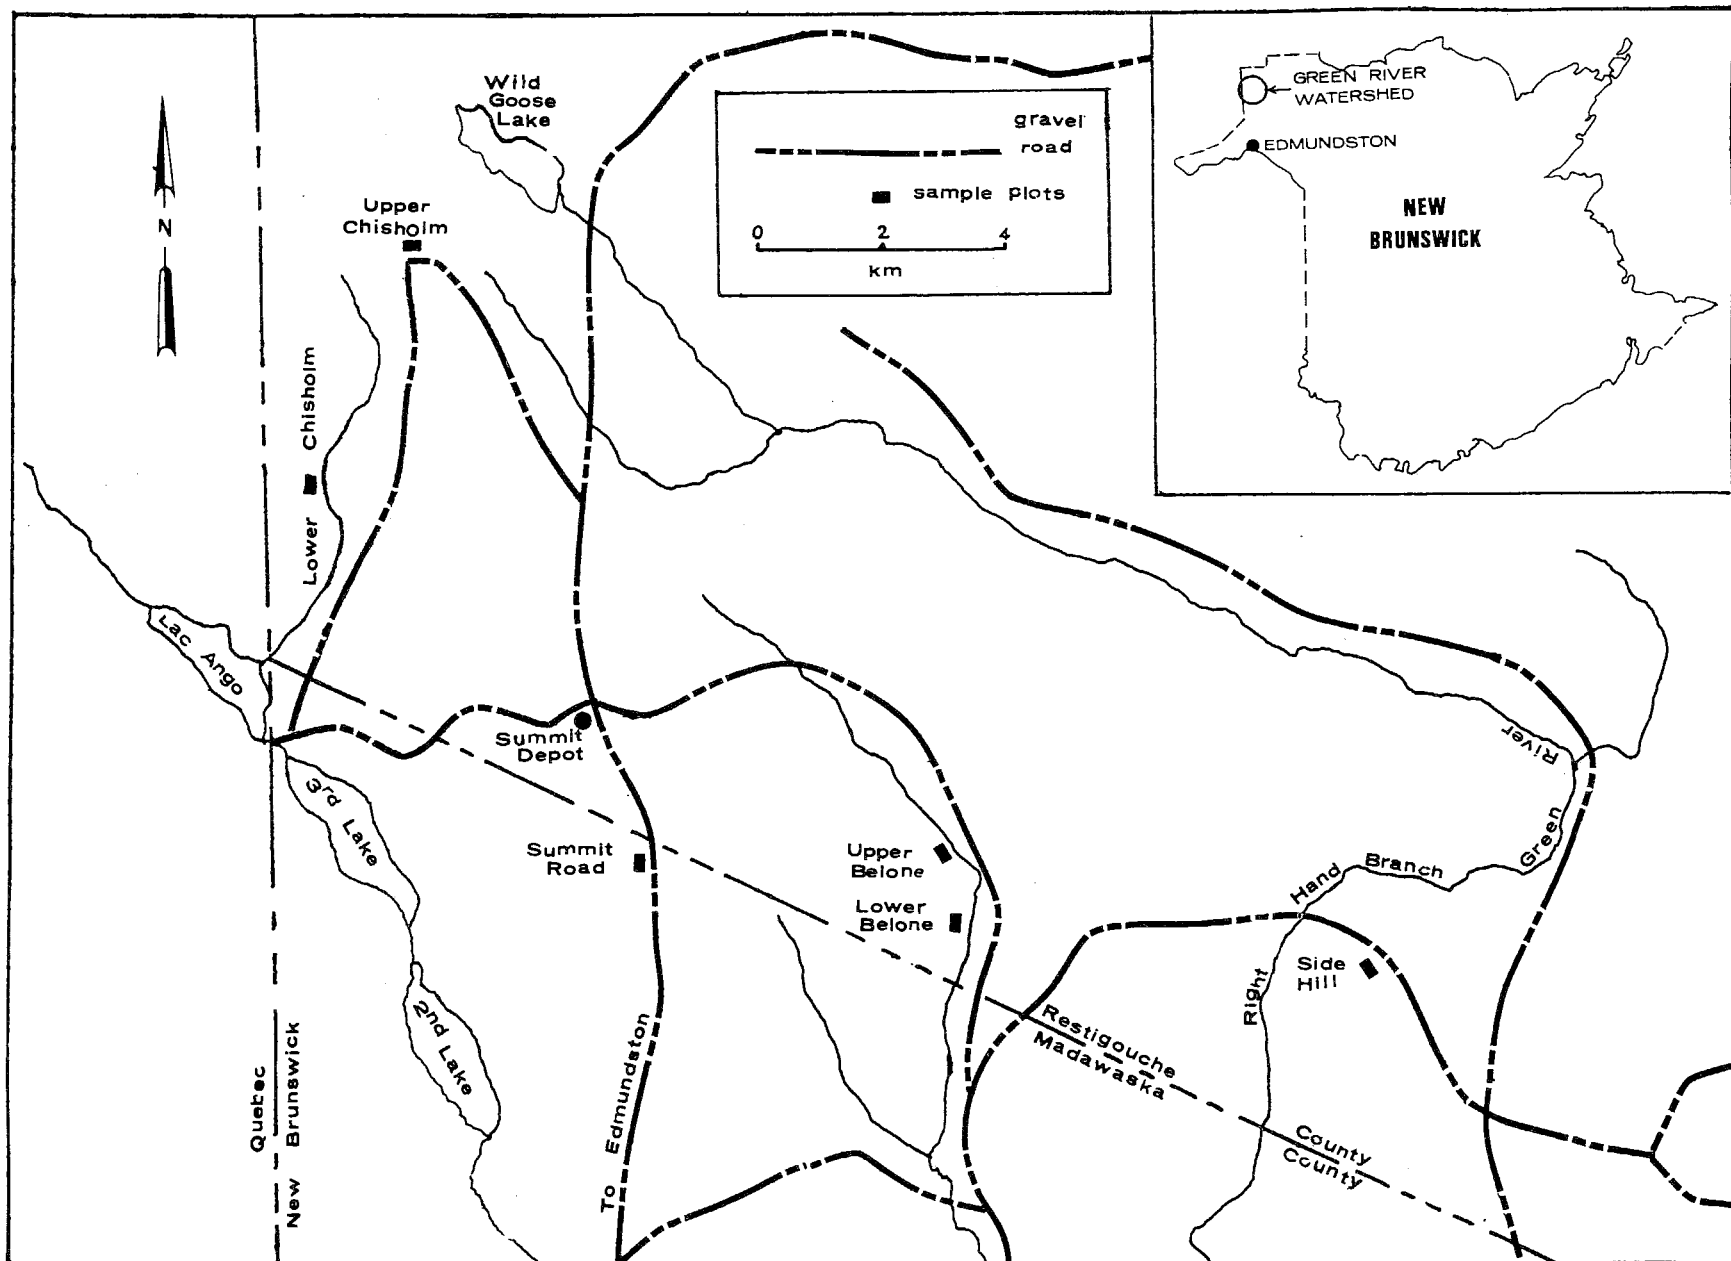 Wild
Goose
Lake
gravel
road
sample plots
0 2 4
km
GREEN RIVER
WATERSHED
EDMUNDSTON
NEW
BRUNSWICK
N
Upper
Chisholm
Lower Chisholm
Lac Ango
3rd Lake
2nd Lake
Summit
Depot
Summit
Road
Upper
Belone
Lower
Belone
Side
Hill
Right Hand Branch Green River
Restigouche County
Madawaska County
To Edmundston
Quebec
New Brunswick